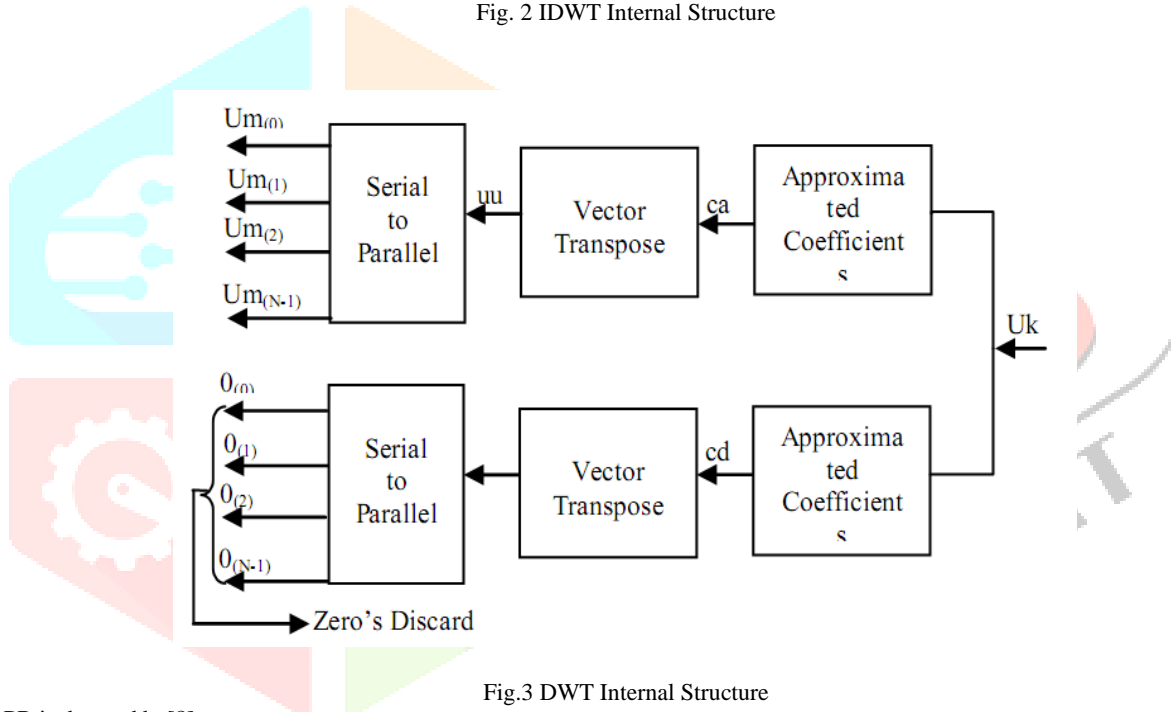 Fig. 2 IDWT Internal Structure
Um(0)
Um(1)
Um(2)
Um(N-1)
Serial
to
Parallel
uu
Vector
Transpose
ca
Approxima
ted
Coefficient
s
Uk
0(0)
0(1)
0(2)
0(N-1)
Serial
to
Parallel
Vector
Transpose
cd
Approxima
ted
Coefficient
s
Zero's Discard
Fig.3 DWT Internal Structure